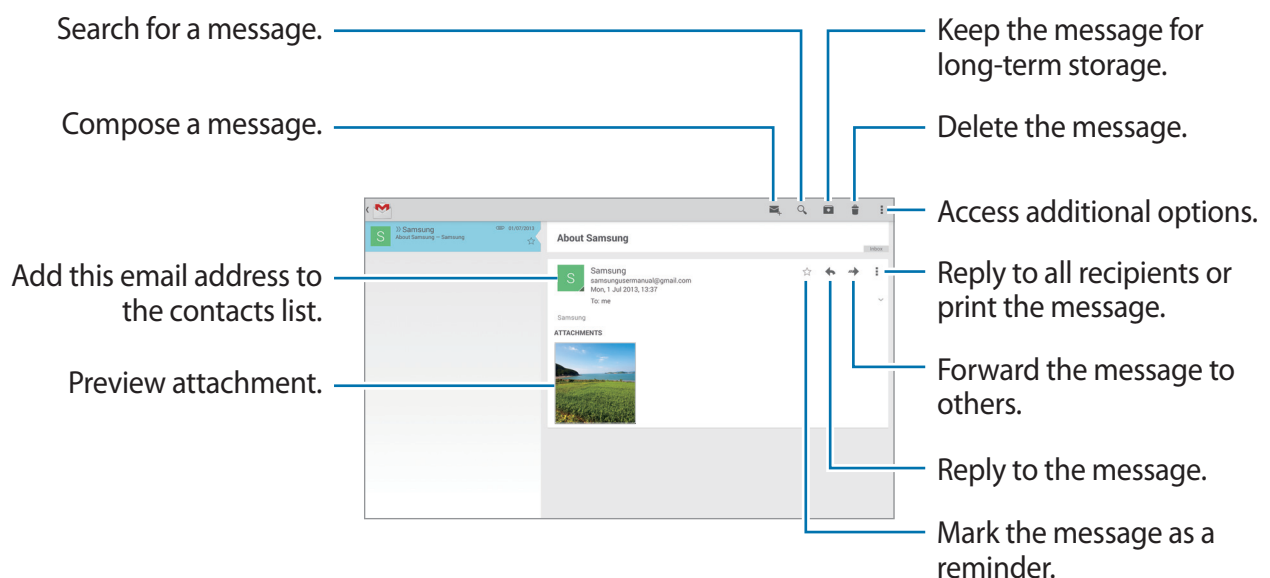 Search for a message.
Compose a message.
Add this email address to
the contacts list.
Preview attachment.
Keep the message for
long-term storage.
Delete the message.
Access additional options.
Reply to all recipients or
print the message.
Forward the message to
others.
Reply to the message.
Mark the message as a
reminder.
S
Samsung
01/07/2013
About Samsung – Samsung
About Samsung
Inbox
S
Samsung
samsungusermanual@gmail.com
Mon, 1 Jul 2013, 13:37
To: me
Samsung
ATTACHMENTS